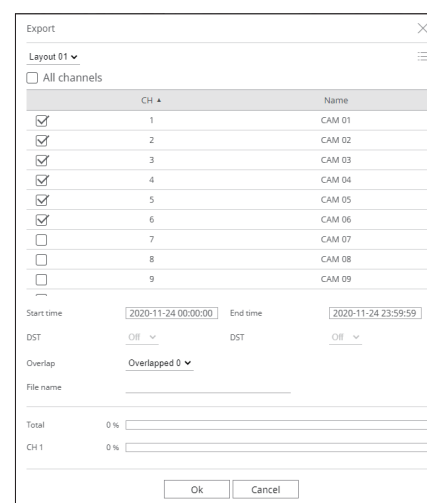 Export
Layout 01
All channels
CH ▲ Name
1 CAM 01
2 CAM 02
3 CAM 03
4 CAM 04
5 CAM 05
6 CAM 06
7 CAM 07
8 CAM 08
9 CAM 09
Start time 2020-11-24 00:00:00 End time 2020-11-24 23:59:59
DST Off DST Off
Overlap Overlapped 0
File name
Total 0 %
CH 1 0 %
Ok Cancel